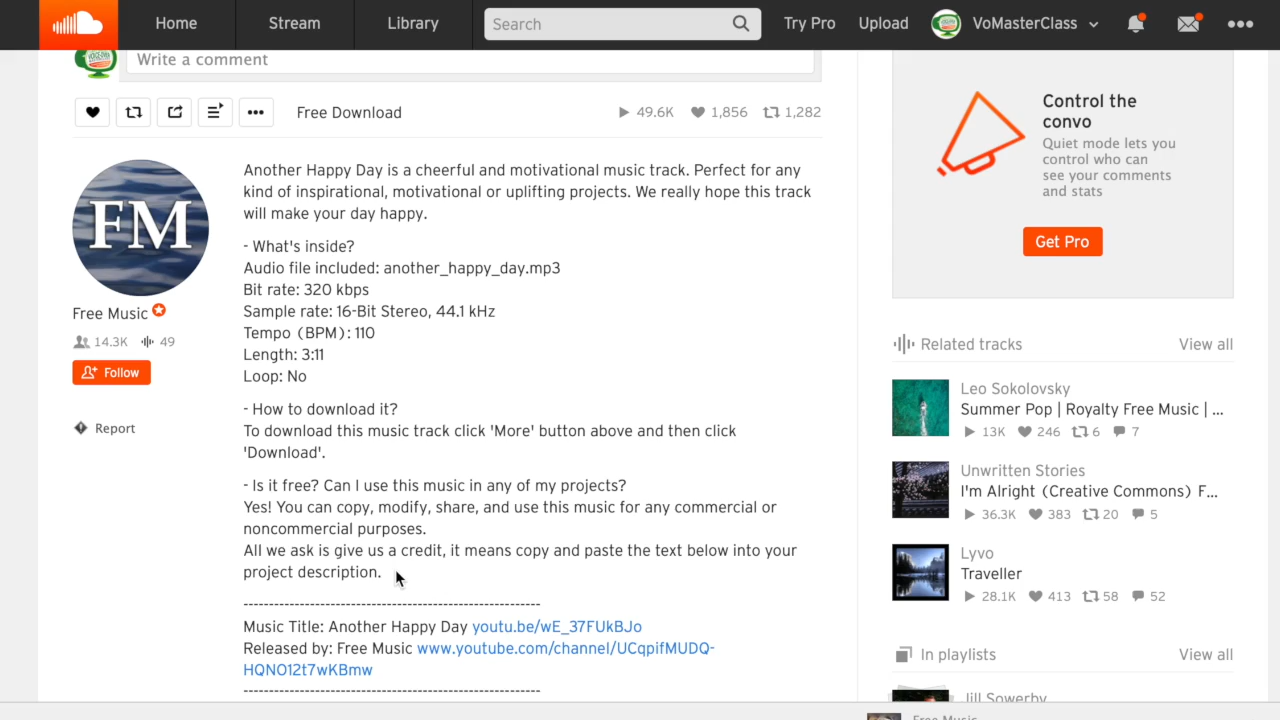 Home
Stream
Library
Search
Try Pro
Upload
VoMasterClass
Write a comment
Free Download
49.6K
1,856
1,282
FM
Free Music
14.3K
49
Follow
Report
Another Happy Day is a cheerful and motivational music track. Perfect for any
kind of inspirational, motivational or uplifting projects. We really hope this track
will make your day happy.
- What's inside?
Audio file included: another_happy_day.mp3
Bit rate: 320 kbps
Sample rate: 16-Bit Stereo, 44.1 kHz
Tempo (BPM): 110
Length: 3:11
Loop: No
- How to download it?
To download this music track click 'More' button above and then click
'Download'.
- Is it free? Can I use this music in any of my projects?
Yes! You can copy, modify, share, and use this music for any commercial or
noncommercial purposes.
All we ask is give us a credit, it means copy and paste the text below into your
project description.
-------------------------------------------------------
Music Title: Another Happy Day youtu.be/wE_37FUkBJo
Released by: Free Music www.youtube.com/channel/UCqpifMUDQ-
HQNO12t7wKBmw
-------------------------------------------------------
Control the
convo
Quiet mode lets you
control who can
see your comments
and stats
Get Pro
Related tracks
View all
Leo Sokolovsky
Summer Pop | Royalty Free Music | ...
13K
246
6
7
Unwritten Stories
I'm Alright (Creative Commons) F...
36.3K
383
20
5
Lyvo
Traveller
28.1K
413
58
52
In playlists
View all
Jill Sowerby
Free Music